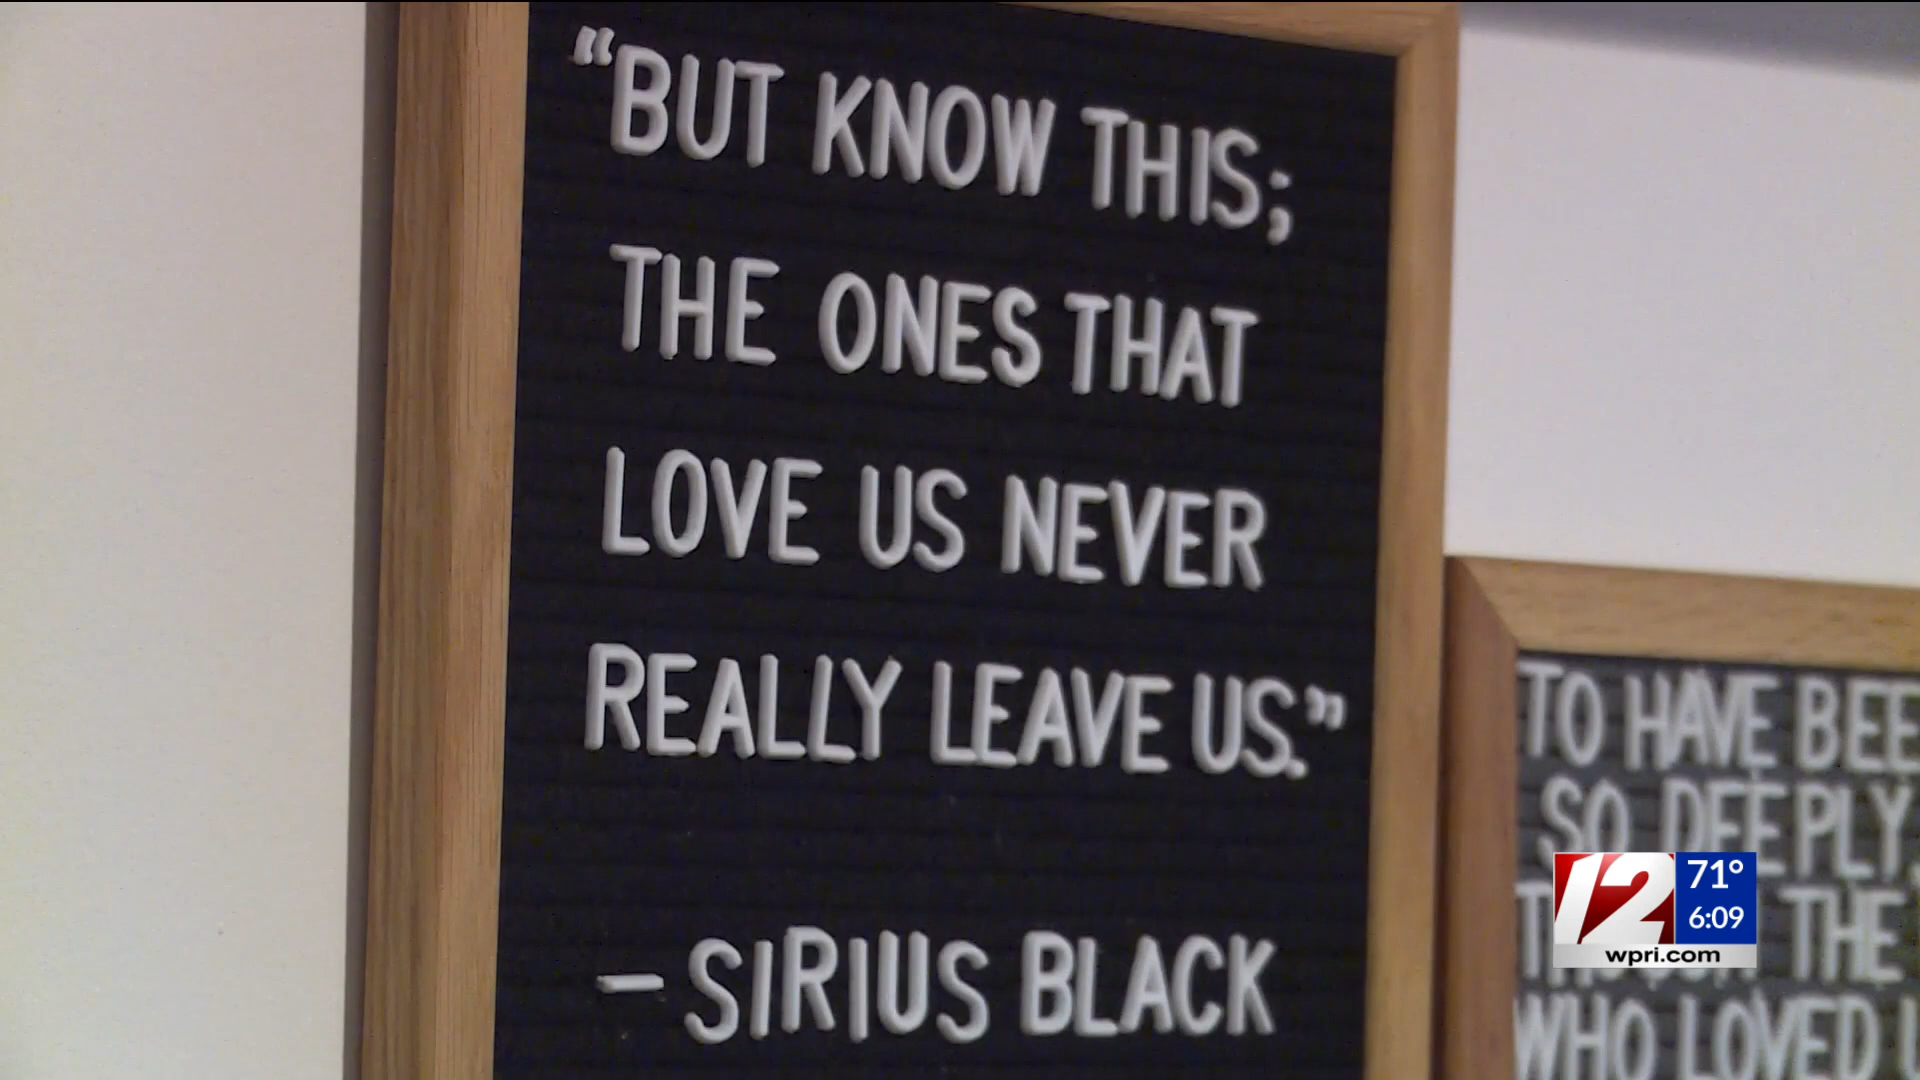 “BUT KNOW THIS;
THE ONES THAT
LOVE US NEVER
REALLY LEAVE US.”
– SIRIUS BLACK
TO HAVE
SO DEEPLY,
THE
WHO LOVED
12
71°
6:09
wpri.com